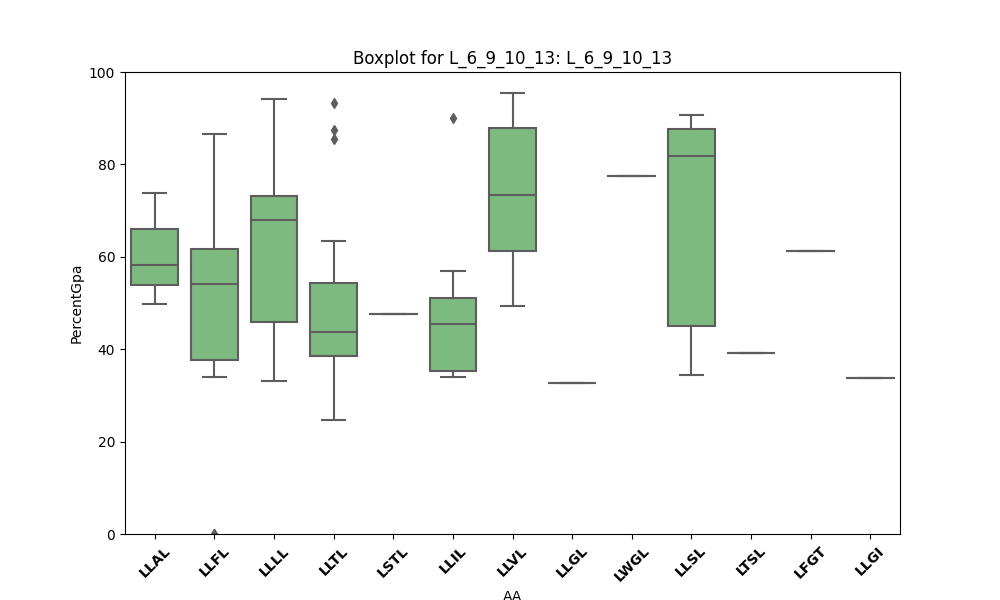 Boxplot for L_6_9_10_13: L_6_9_10_13
100
80
60
40
20
0
PercentGpa
LLAL
LLFL
LLLL
LLTL
LSTL
LLIL
LLVL
LLGL
LWGL
LLSL
LTSL
LFGT
LLGI
AA